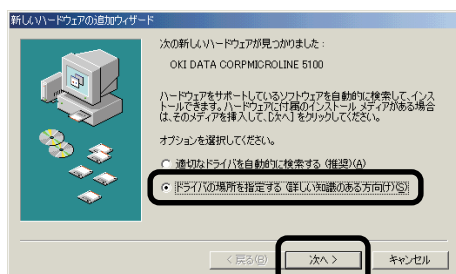 新しいハードウェアの追加ウィザード
次の新しいハードウェアが見つかりました:
OKI DATA CORPMICROLINE 5100
ハードウェアをサポートしているソフトウェアを自動的に検索して、インス
トールできます。ハードウェアに付属のインストール メディアがある場合
は、そのメディアを挿入して、[次へ] をクリックしてください。
オプションを選択してください。
適切なドライバを自動的に検索する (推奨)(A)
ドライバの場所を指定する (詳しい知識のある方向け)(S)
< 戻る(B)
次へ >
キャンセル